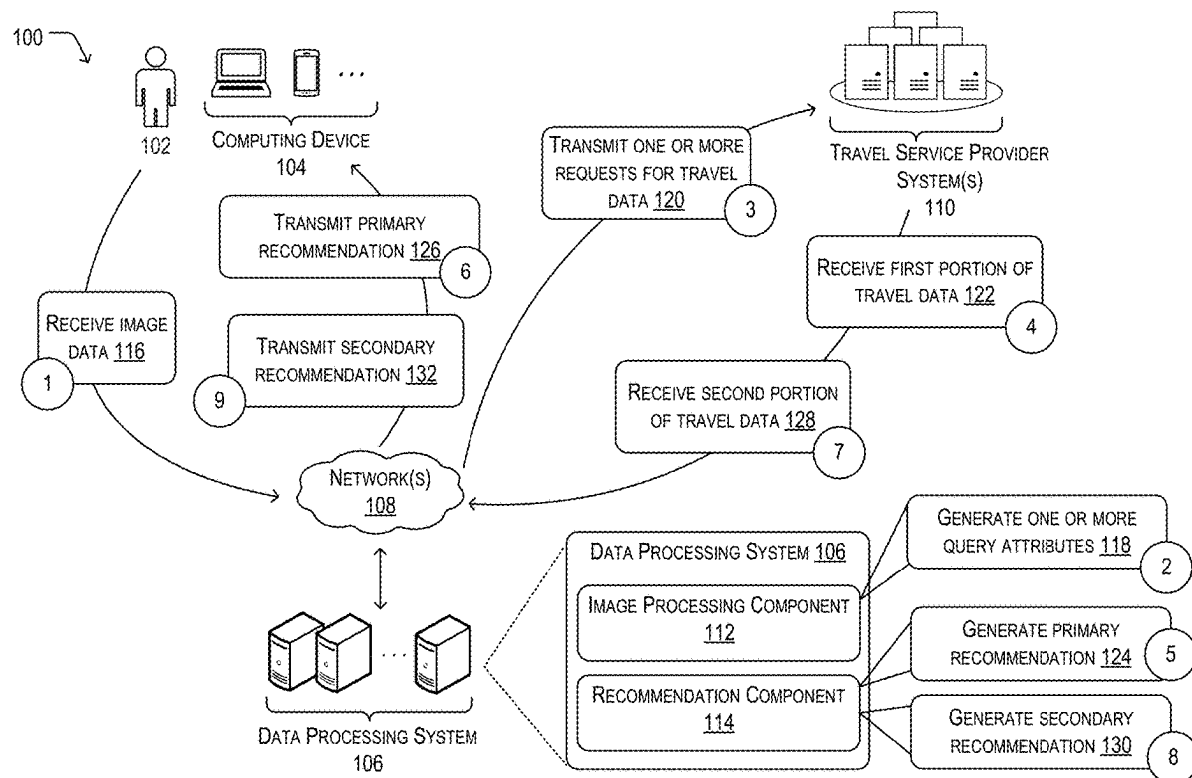 100
102
COMPUTING DEVICE
104
TRAVEL SERVICE PROVIDER
SYSTEM(S)
110
TRANSMIT ONE OR MORE
REQUESTS FOR TRAVEL
DATA 120
3
TRANSMIT PRIMARY
RECOMMENDATION 126
6
RECEIVE FIRST PORTION OF
TRAVEL DATA 122
4
RECEIVE IMAGE
DATA 116
1
TRANSMIT SECONDARY
RECOMMENDATION 132
9
RECEIVE SECOND PORTION
OF TRAVEL DATA 128
7
NETWORK(S)
108
DATA PROCESSING SYSTEM 106
IMAGE PROCESSING COMPONENT
112
RECOMMENDATION COMPONENT
114
GENERATE ONE OR MORE
QUERY ATTRIBUTES 118
2
GENERATE PRIMARY
RECOMMENDATION 124
5
GENERATE SECONDARY
RECOMMENDATION 130
8
DATA PROCESSING SYSTEM
106